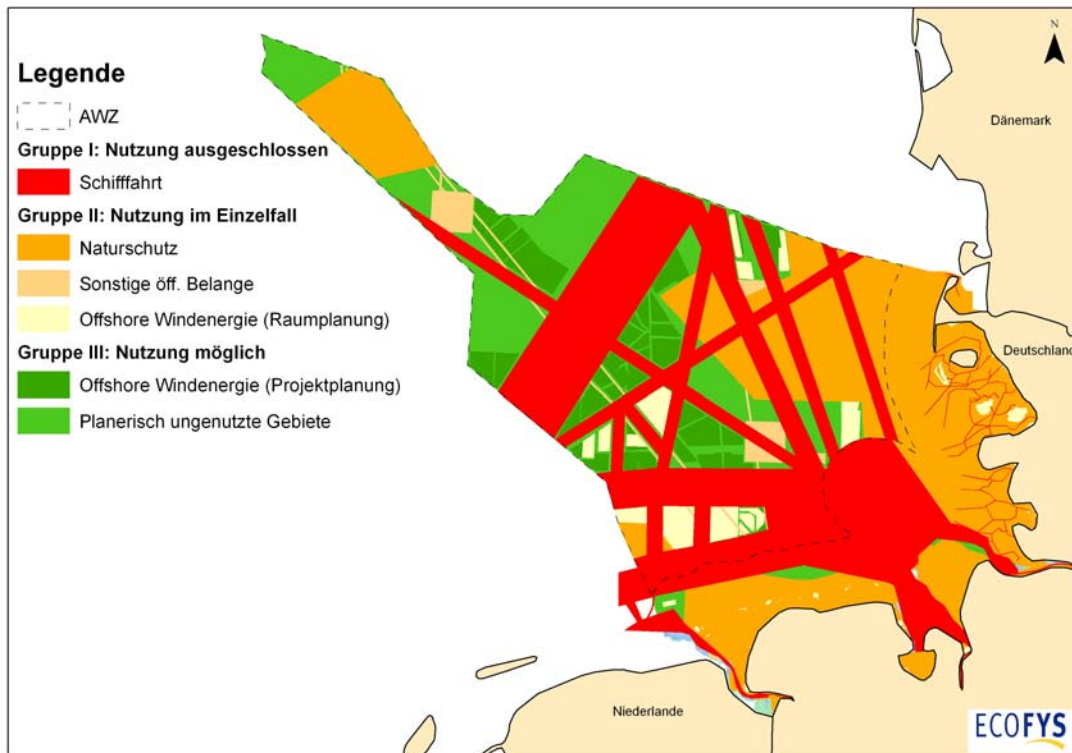 Legende
AWZ
Gruppe I: Nutzung ausgeschlossen
Schifffahrt
Gruppe II: Nutzung im Einzelfall
Naturschutz
Sonstige öff. Belange
Offshore Windenergie (Raumplanung)
Gruppe III: Nutzung möglich
Offshore Windenergie (Projektplanung)
Planerisch ungenutzte Gebiete
N
Dänemark
Deutschland
Niederlande
ECOFYS